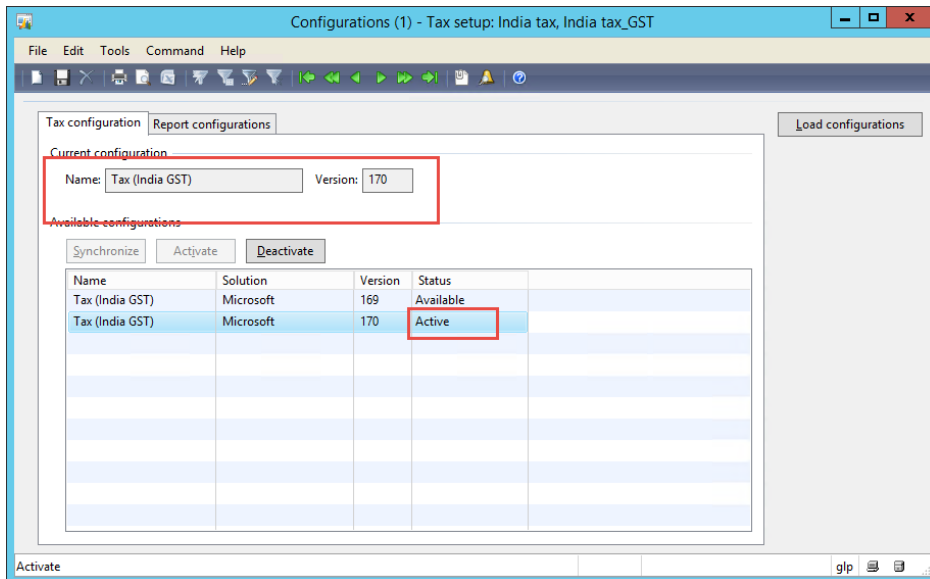 Configurations (1) - Tax setup: India tax, India tax_GST
File Edit Tools Command Help
Tax configuration Report configurations
Load configurations
Current configuration
Name: Tax (India GST) Version: 170
Available configurations
Synchronize Activate Deactivate
Name Solution Version Status
Tax (India GST) Microsoft 169 Available
Tax (India GST) Microsoft 170 Active
Activate glp